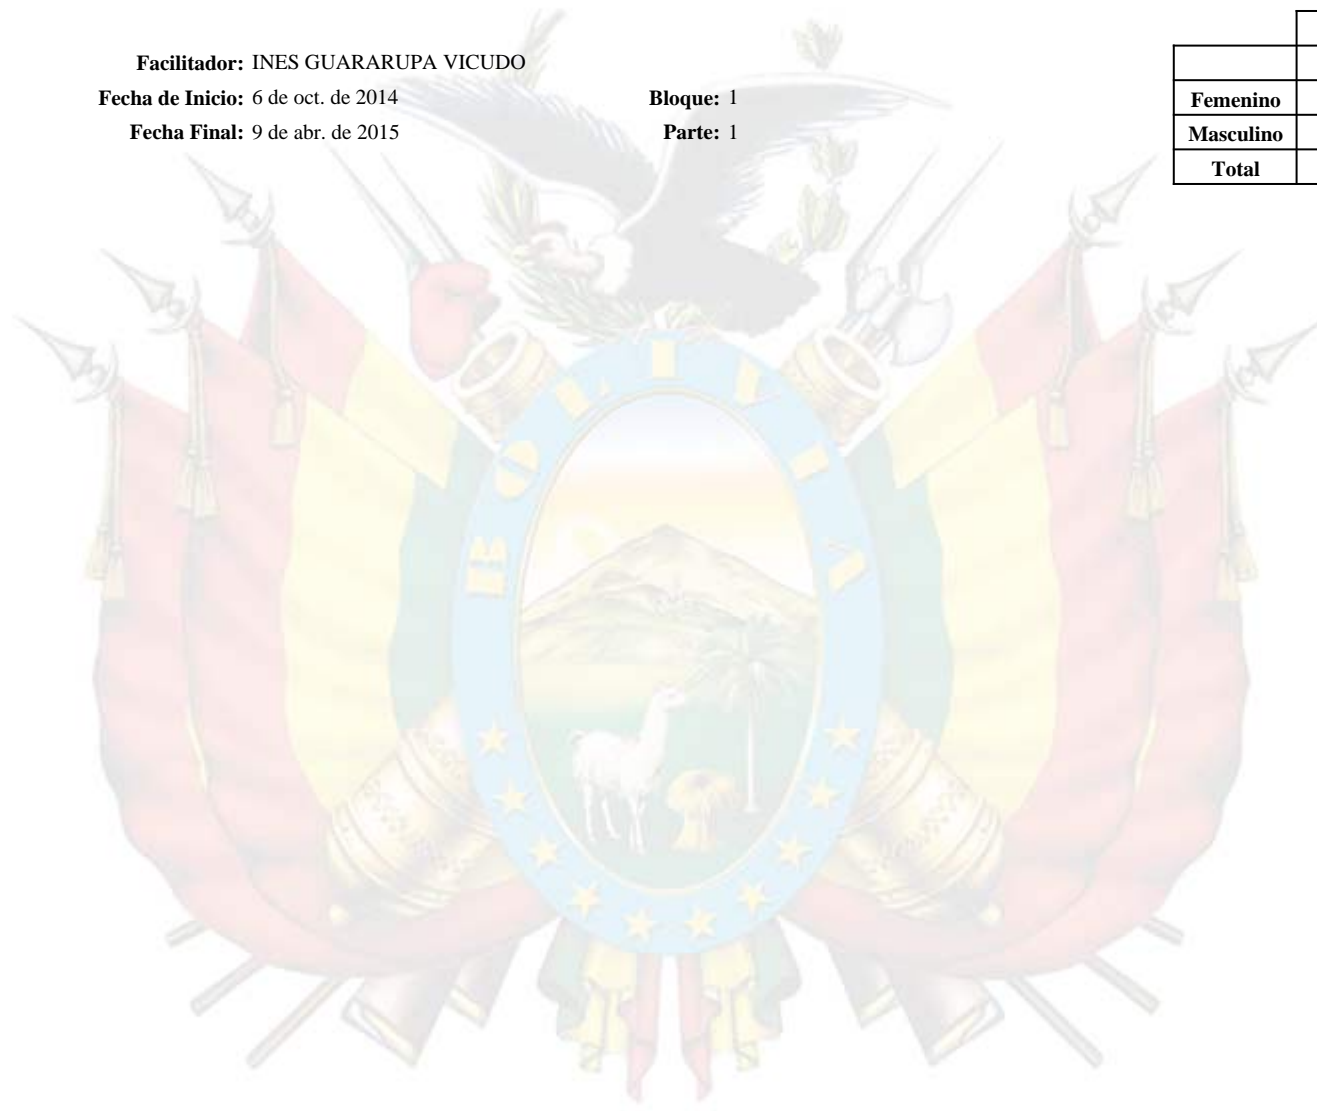 Facilitador: INES GUARARUPA VICUDO
Fecha de Inicio: 6 de oct. de 2014 Bloque: 1
Fecha Final: 9 de abr. de 2015 Parte: 1
Femenino
Masculino
Total
BOLIVIA